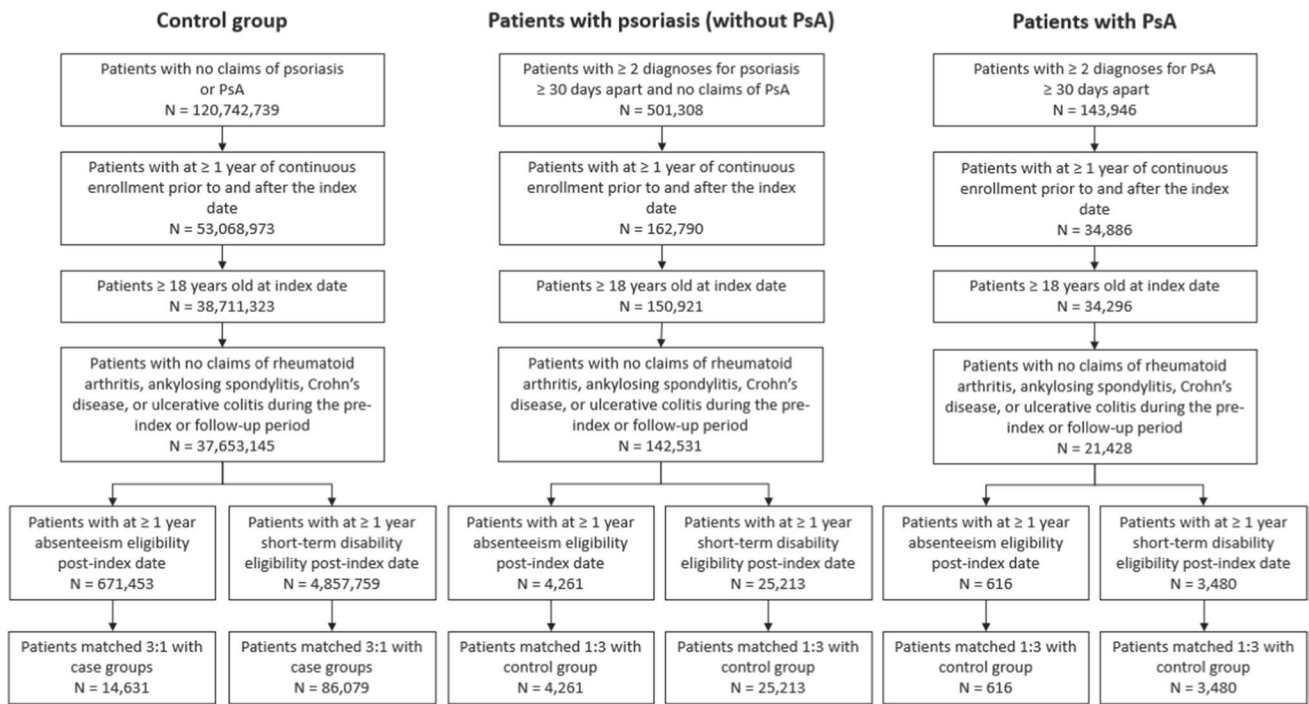 Control group
Patients with no claims of psoriasis
or PsA
N = 120,742,739
Patients with at ≥ 1 year of continuous
enrollment prior to and after the index
date
N = 53,068,973
Patients ≥ 18 years old at index date
N = 38,711,323
Patients with no claims of rheumatoid
arthritis, ankylosing spondylitis, Crohn's
disease, or ulcerative colitis during the pre-
index or follow-up period
N = 37,653,145
Patients with at ≥ 1 year
absenteeism eligibility
post-index date
N = 671,453
Patients matched 3:1 with
case groups
N = 14,631
Patients with at ≥ 1 year
short-term disability
eligibility post-index date
N = 4,857,759
Patients matched 3:1 with
case groups
N = 86,079
Patients with psoriasis (without PsA)
Patients with ≥ 2 diagnoses for psoriasis
≥ 30 days apart and no claims of PsA
N = 501,308
Patients with at ≥ 1 year of continuous
enrollment prior to and after the index
date
N = 162,790
Patients ≥ 18 years old at index date
N = 150,921
Patients with no claims of rheumatoid
arthritis, ankylosing spondylitis, Crohn's
disease, or ulcerative colitis during the pre-
index or follow-up period
N = 142,531
Patients with at ≥ 1 year
absenteeism eligibility
post-index date
N = 4,261
Patients matched 1:3 with
control group
N = 4,261
Patients with at ≥ 1 year
short-term disability
eligibility post-index date
N = 25,213
Patients matched 1:3 with
control group
N = 25,213
Patients with PsA
Patients with ≥ 2 diagnoses for PsA
≥ 30 days apart
N = 143,946
Patients with at ≥ 1 year of continuous
enrollment prior to and after the index
date
N = 34,886
Patients ≥ 18 years old at index date
N = 34,296
Patients with no claims of rheumatoid
arthritis, ankylosing spondylitis, Crohn's
disease, or ulcerative colitis during the pre-
index or follow-up period
N = 21,428
Patients with at ≥ 1 year
absenteeism eligibility
post-index date
N = 616
Patients matched 1:3 with
control group
N = 616
Patients with at ≥ 1 year
short-term disability
eligibility post-index date
N = 3,480
Patients matched 1:3 with
control group
N = 3,480